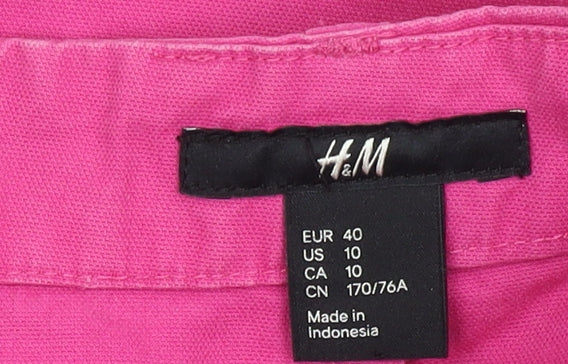 H&M
EUR 40
US 10
CA 10
CN 170/76A
Made in
Indonesia